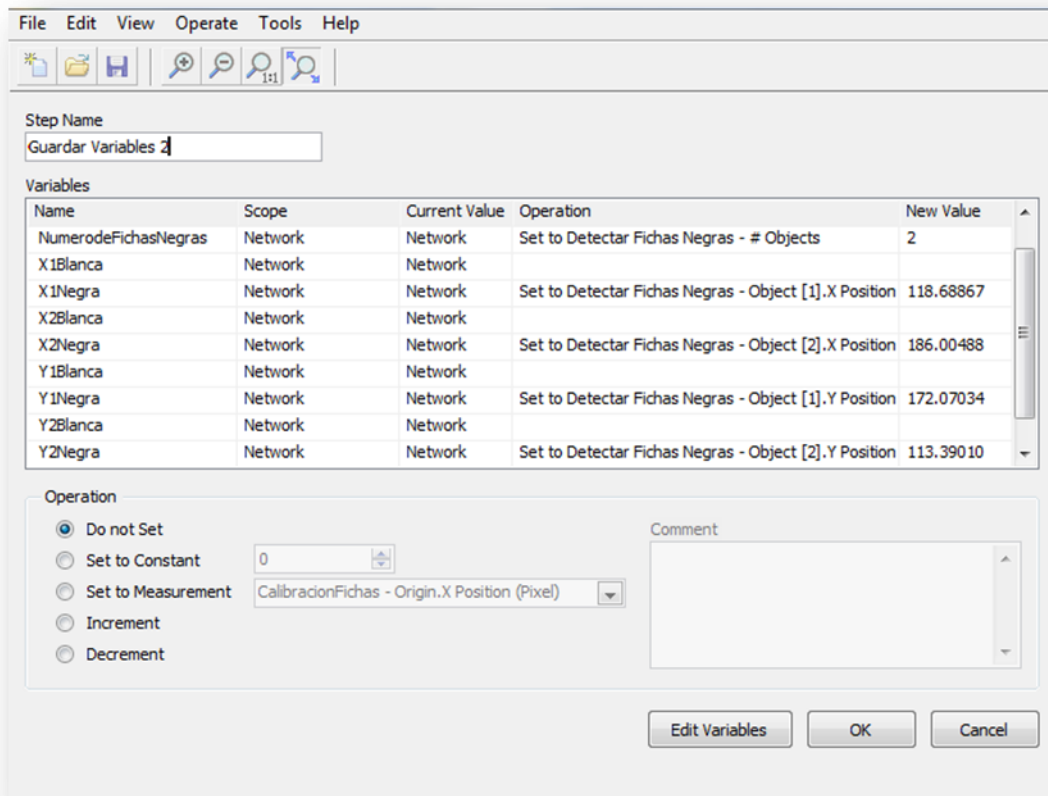 File Edit View Operate Tools Help
1:1
Step Name
Guardar Variables 2
Variables
Name Scope Current Value Operation New Value
NumerodeFichasNegras Network Network Set to Detectar Fichas Negras - # Objects 2
X1Blanca Network Network
X1Negra Network Network Set to Detectar Fichas Negras - Object [1].X Position 118.68867
X2Blanca Network Network
X2Negra Network Network Set to Detectar Fichas Negras - Object [2].X Position 186.00488
Y1Blanca Network Network
Y1Negra Network Network Set to Detectar Fichas Negras - Object [1].Y Position 172.07034
Y2Blanca Network Network
Y2Negra Network Network Set to Detectar Fichas Negras - Object [2].Y Position 113.39010
Operation
Do not Set Comment
Set to Constant 0
Set to Measurement CalibracionFichas - Origin.X Position (Pixel)
Increment
Decrement
Edit Variables OK Cancel